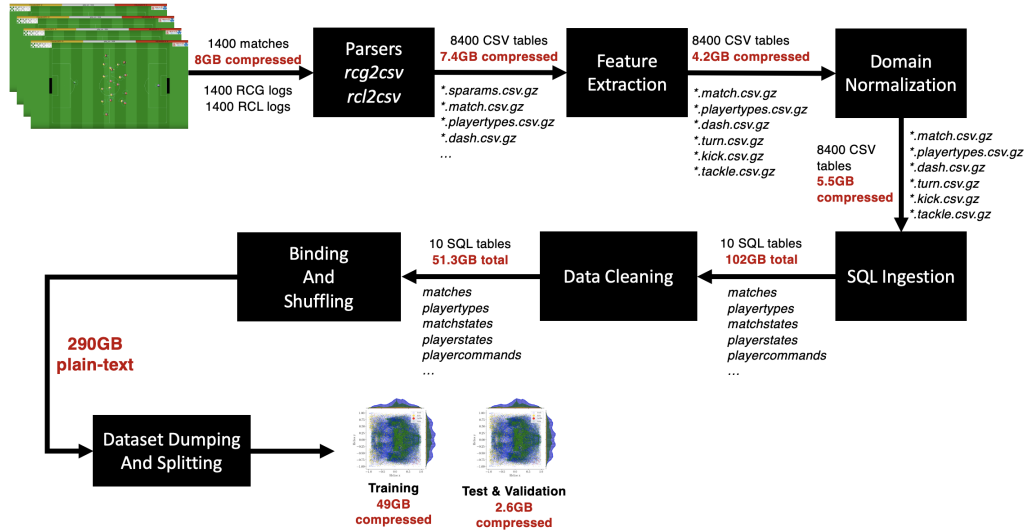 1400 matches
8GB compressed
1400 RCG logs
1400 RCL logs
Parsers
rcg2csv
rcl2csv
8400 CSV tables
7.4GB compressed
*.sparams.csv.gz
*.match.csv.gz
*.playertypes.csv.gz
*.dash.csv.gz
...
Feature
Extraction
8400 CSV tables
4.2GB compressed
*.match.csv.gz
*.playertypes.csv.gz
*.dash.csv.gz
*.turn.csv.gz
*.kick.csv.gz
*.tackle.csv.gz
Domain
Normalization
8400 CSV
tables
5.5GB
compressed
*.match.csv.gz
*.playertypes.csv.gz
*.dash.csv.gz
*.turn.csv.gz
*.kick.csv.gz
*.tackle.csv.gz
SQL Ingestion
10 SQL tables
102GB total
matches
playertypes
matchstates
playerstates
playercommands
...
Data Cleaning
10 SQL tables
51.3GB total
matches
playertypes
matchstates
playerstates
playercommands
...
Binding
And
Shuffling
290GB
plain-text
Dataset Dumping
And Splitting
Training
49GB
compressed
Test & Validation
2.6GB
compressed